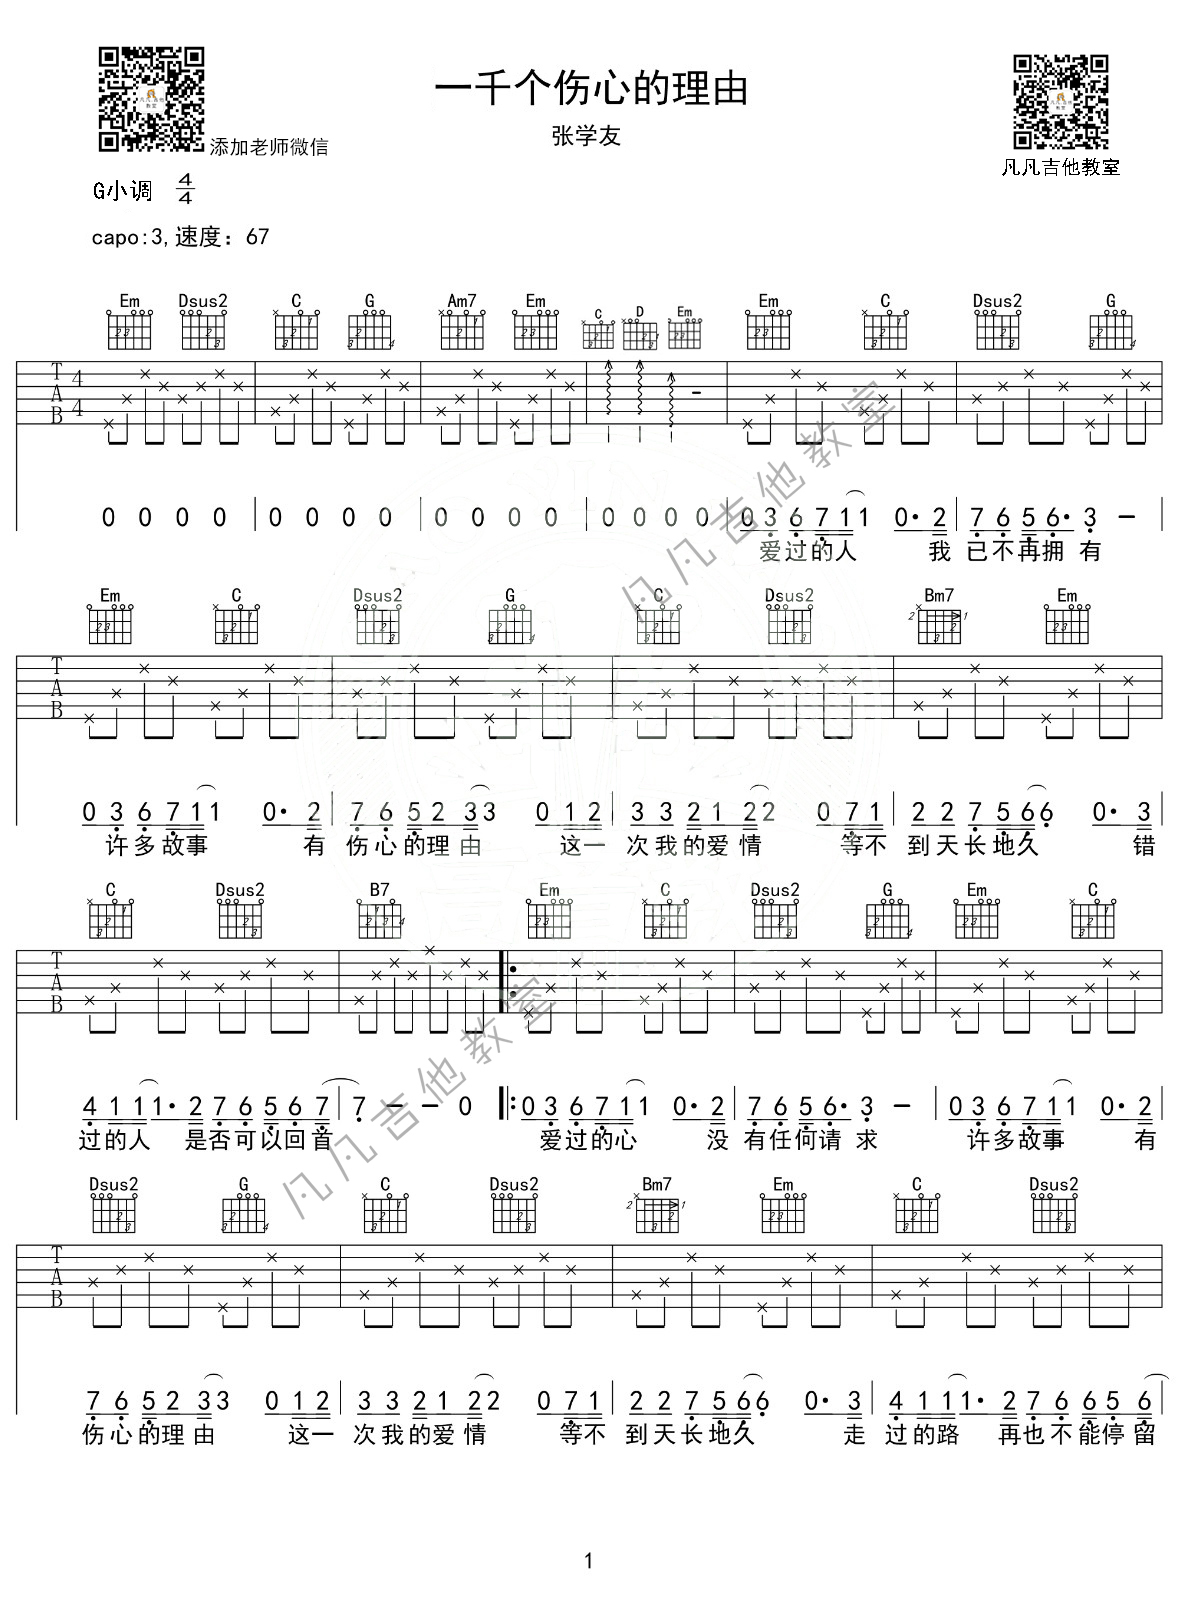 一千个伤心的理由
张学友
添加老师微信
凡凡吉他教室
G小调 4/4
capo:3,速度：67
Em Dsus2 C G Am7 Em C D Em Em C Dsus2 G
T A B 4 4
0 0 0 0 0 0 0 0 0 0 0 0 0 0 0 0 0 3 6 7 1 1 0· 2 7 6 5 6· 3 —
爱过的人 我 已不再拥 有
Em C Dsus2 G C Dsus2 Bm7 Em
T A B
0 3 6 7 1 1 0· 2 7 6 5 2 3 3 0 1 2 3 3 2 1 2 2 0 7 1 2 2 7 5 6 6 0· 3
许多故事 有 伤心的理由 这一 次我的爱情 等不 到天长地久 错
C Dsus2 B7 Em C Dsus2 G Em C
T A B
4 1 1 1· 2 7 6 5 6 7 7 — — 0 0 3 6 7 1 1 0· 2 7 6 5 6· 3 — 0 3 6 7 1 1 0· 2
过的人 是否可以回首 爱过的心 没 有任何请 求 许多故事 有
Dsus2 G C Dsus2 Bm7 Em C Dsus2
T A B
7 6 5 2 3 3 0 1 2 3 3 2 1 2 2 0 7 1 2 2 7 5 6 6 0· 3 4 1 1 1· 2 7 6 6 5 6
伤心的理由 这一 次我的爱情 等不 到天长地久 走 过的路 再也不能停留
凡凡吉他教室
凡凡吉他教室
1